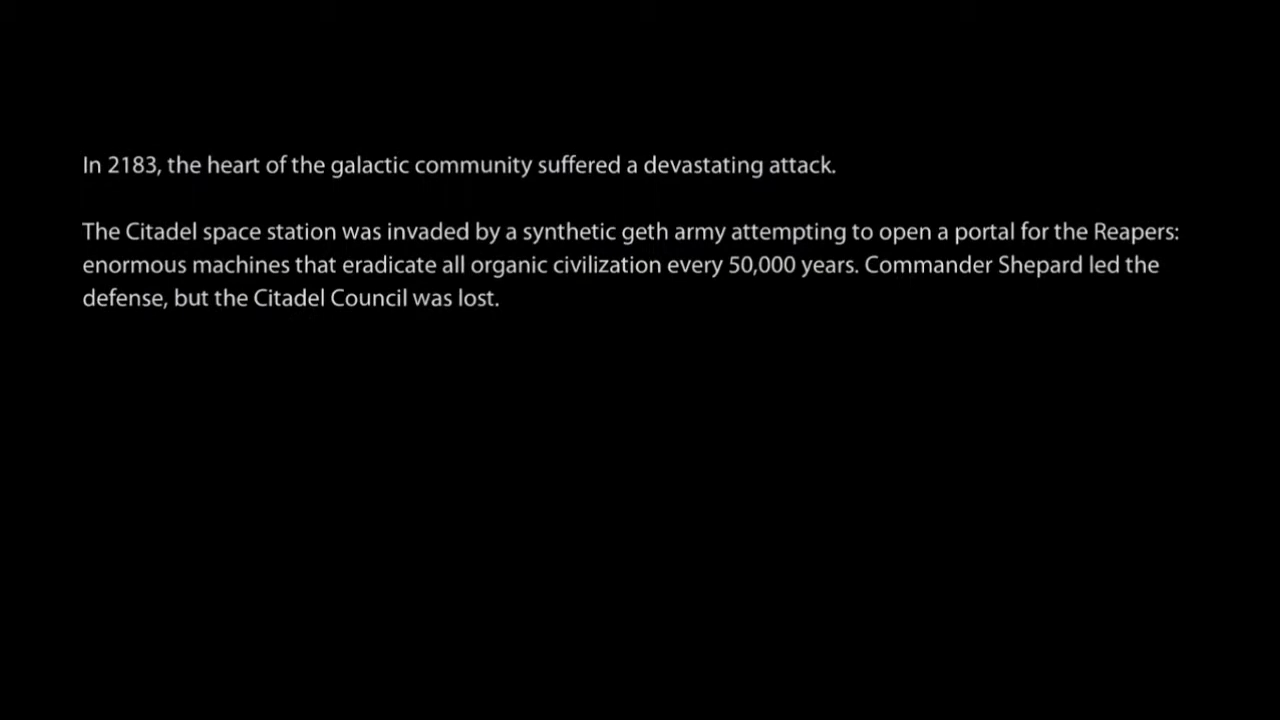 In 2183, the heart of the galactic community suffered a devastating attack.
The Citadel space station was invaded by a synthetic geth army attempting to open a portal for the Reapers:
enormous machines that eradicate all organic civilization every 50,000 years. Commander Shepard led the
defense, but the Citadel Council was lost.